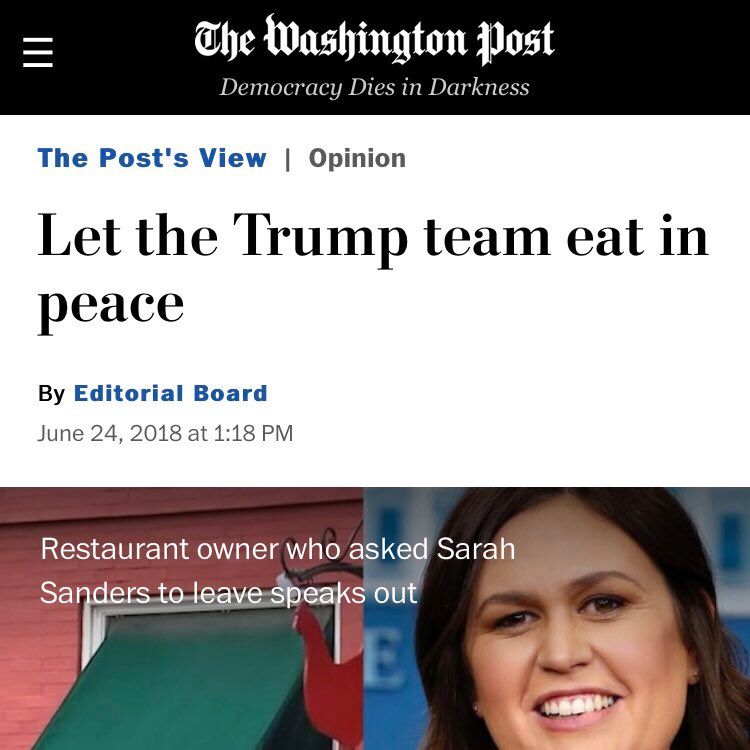 The Washington Post
Democracy Dies in Darkness
The Post's View | Opinion
Let the Trump team eat in
peace
By Editorial Board
June 24, 2018 at 1:18 PM
Restaurant owner who asked Sarah
Sanders to leave speaks out
E